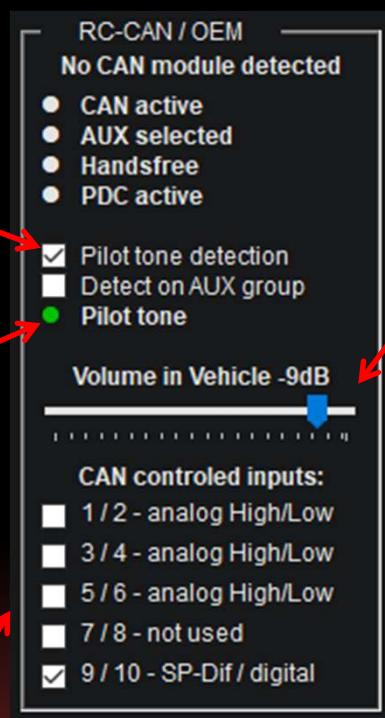 RC-CAN / OEM
No CAN module detected
CAN active
AUX selected
Handsfree
PDC active
Pilot tone detection
Detect on AUX group
Pilot tone
Volume in Vehicle -9dB
CAN controled inputs:
1 / 2 - analog High/Low
3 / 4 - analog High/Low
5 / 6 - analog High/Low
7 / 8 - not used
9 / 10 - SP-Dif / digital